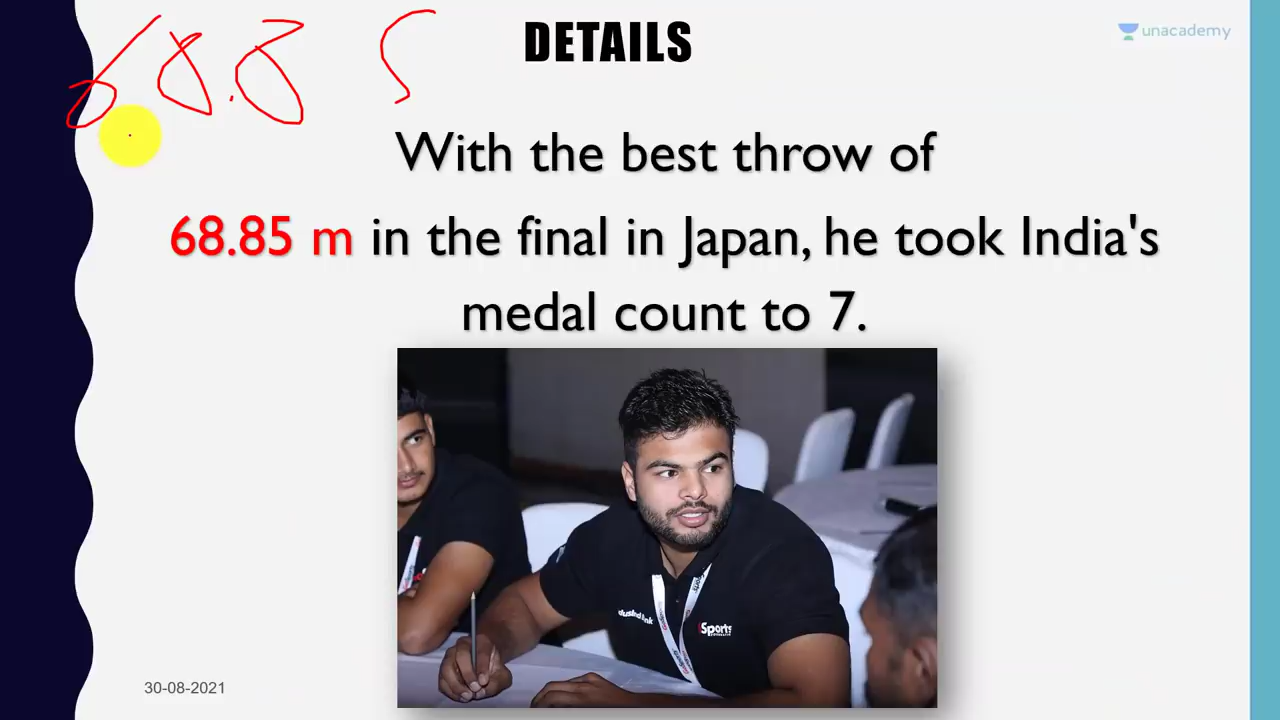 DETAILS
unacademy
68.85
With the best throw of
68.85 m in the final in Japan, he took India's
medal count to 7.
Sports
30-08-2021